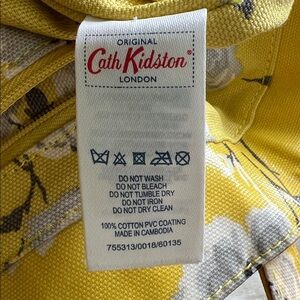 ORIGINAL
Cath Kidston
LONDON
DO NOT WASH
DO NOT BLEACH
DO NOT TUMBLE DRY
DO NOT IRON
DO NOT DRY CLEAN
100% COTTON PVC COATING
MADE IN CAMBODIA
755313/0018/60135